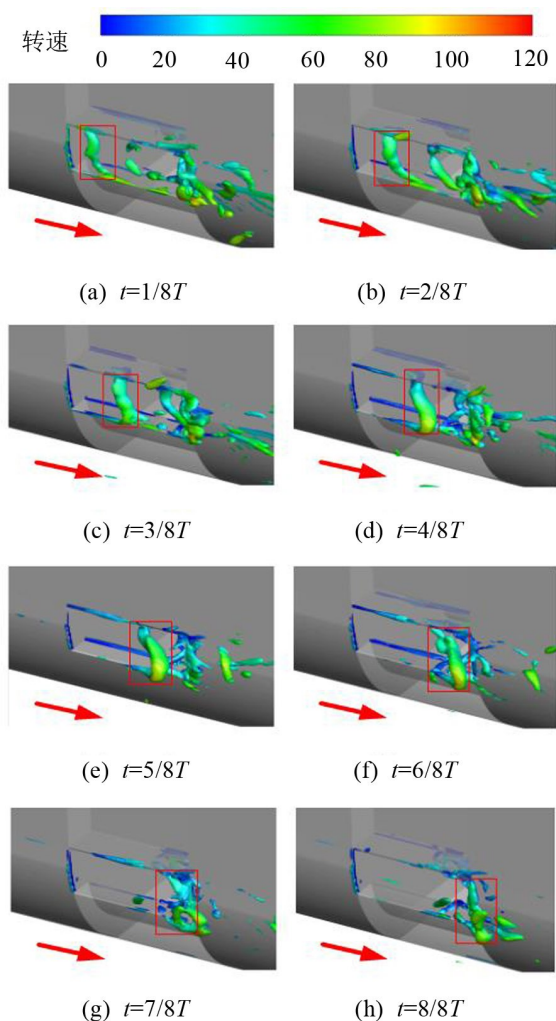 转速
0 20 40 60 80 100 120
(a) t=1/8T (b) t=2/8T
(c) t=3/8T (d) t=4/8T
(e) t=5/8T (f) t=6/8T
(g) t=7/8T (h) t=8/8T